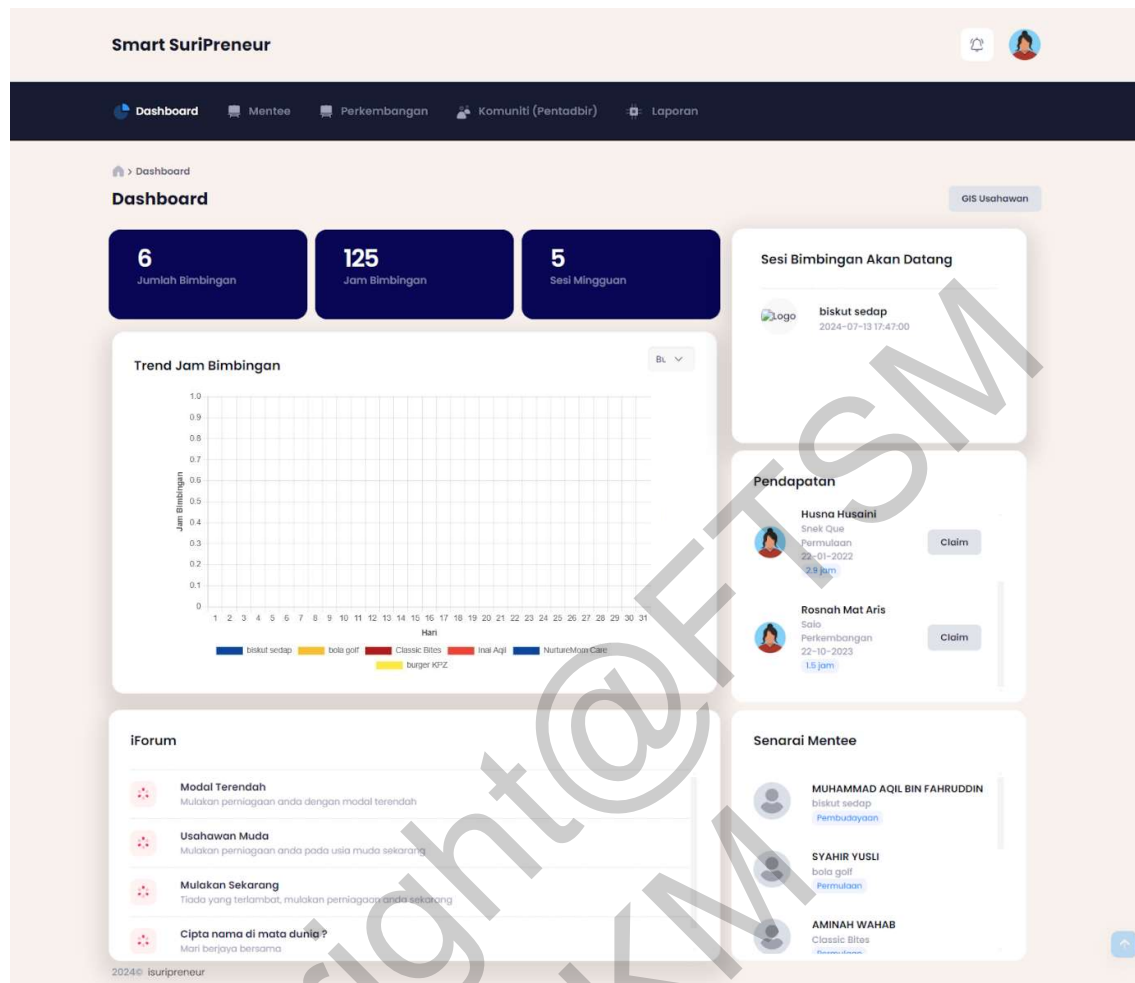 Smart SuriPreneur
Dashboard Mentee Perkembangan Komuniti (Pentadbir) Laporan
> Dashboard
Dashboard
GIS Usahawan
6
Jumlah Bimbingan
125
Jam Bimbingan
5
Sesi Mingguan
Trend Jam Bimbingan
1.0
0.9
0.8
0.7
0.6
0.5
0.4
0.3
0.2
0.1
0
Jam Bimbingan
1 2 3 4 5 6 7 8 9 10 11 12 13 14 15 16 17 18 19 20 21 22 23 24 25 26 27 28 29 30 31
Hari
biskut sedap bola golf Classic Bites Inai Aqil NurtureMom Care
burger KPZ
Sesi Bimbingan Akan Datang
Logo
biskut sedap
2024-07-13 17:47:00
Pendapatan
Husna Husaini
Snek Que
Permulaan
22-01-2022
2.9 jam
Claim
Rosnah Mat Aris
Salo
Perkembangan
22-10-2023
1.5 jam
Claim
iForum
Modal Terendah
Mulakan perniagaan anda dengan modal terendah
Usahawan Muda
Mulakan perniagaan anda pada usia muda sekarang
Mulakan Sekarang
Tiada yang terlambat, mulakan perniagaan anda sekarang
Cipta nama di mata dunia ?
Mari berjaya bersama
Senarai Mentee
MUHAMMAD AQIL BIN FAHRUDDIN
biskut sedap
Pembudayaan
SYAHIR YUSLI
bola golf
Permulaan
AMINAH WAHAB
Classic Bites
Permulaan
2024© isuripreneur
right@FTSM
KM